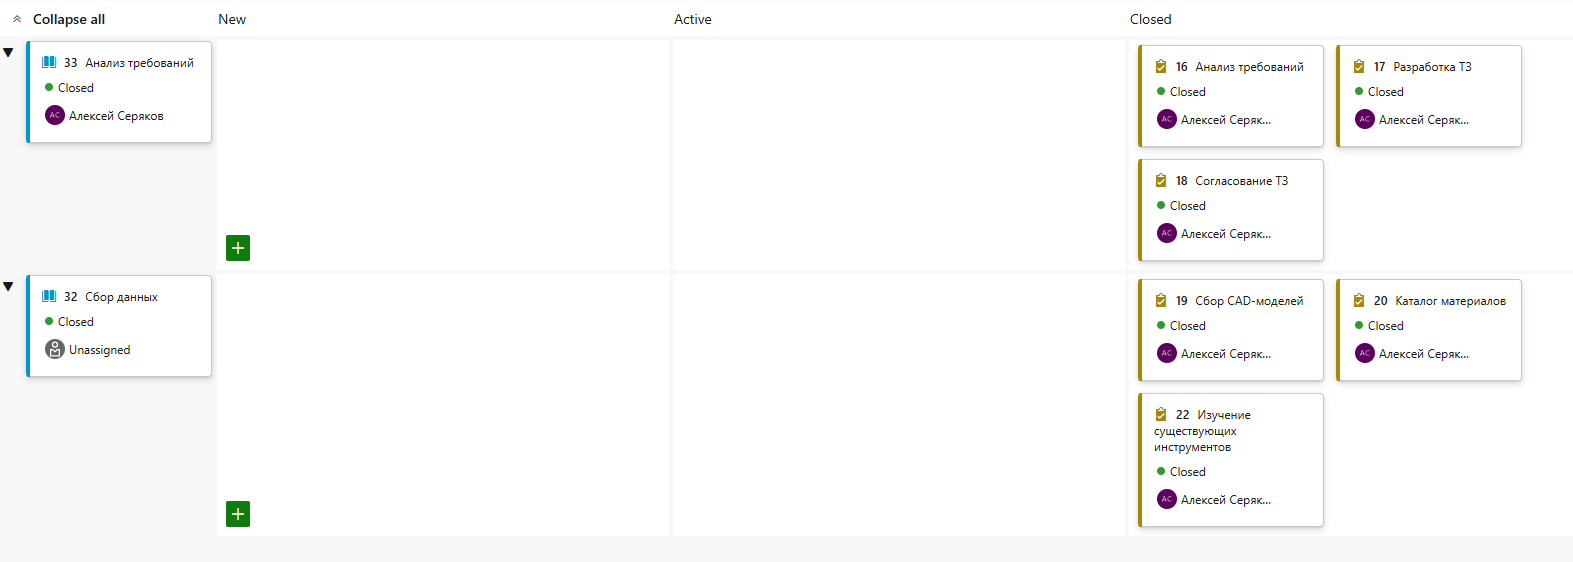 Collapse all
New
Active
Closed
33 Анализ требований
Closed
АС Алексей Серяков
16 Анализ требований
Closed
АС Алексей Серяк...
17 Разработка ТЗ
Closed
АС Алексей Серяк...
18 Согласование ТЗ
Closed
АС Алексей Серяк...
32 Сбор данных
Closed
Unassigned
19 Сбор CAD-моделей
Closed
АС Алексей Серяк...
20 Каталог материалов
Closed
АС Алексей Серяк...
22 Изучение
существующих
инструментов
Closed
АС Алексей Серяк...